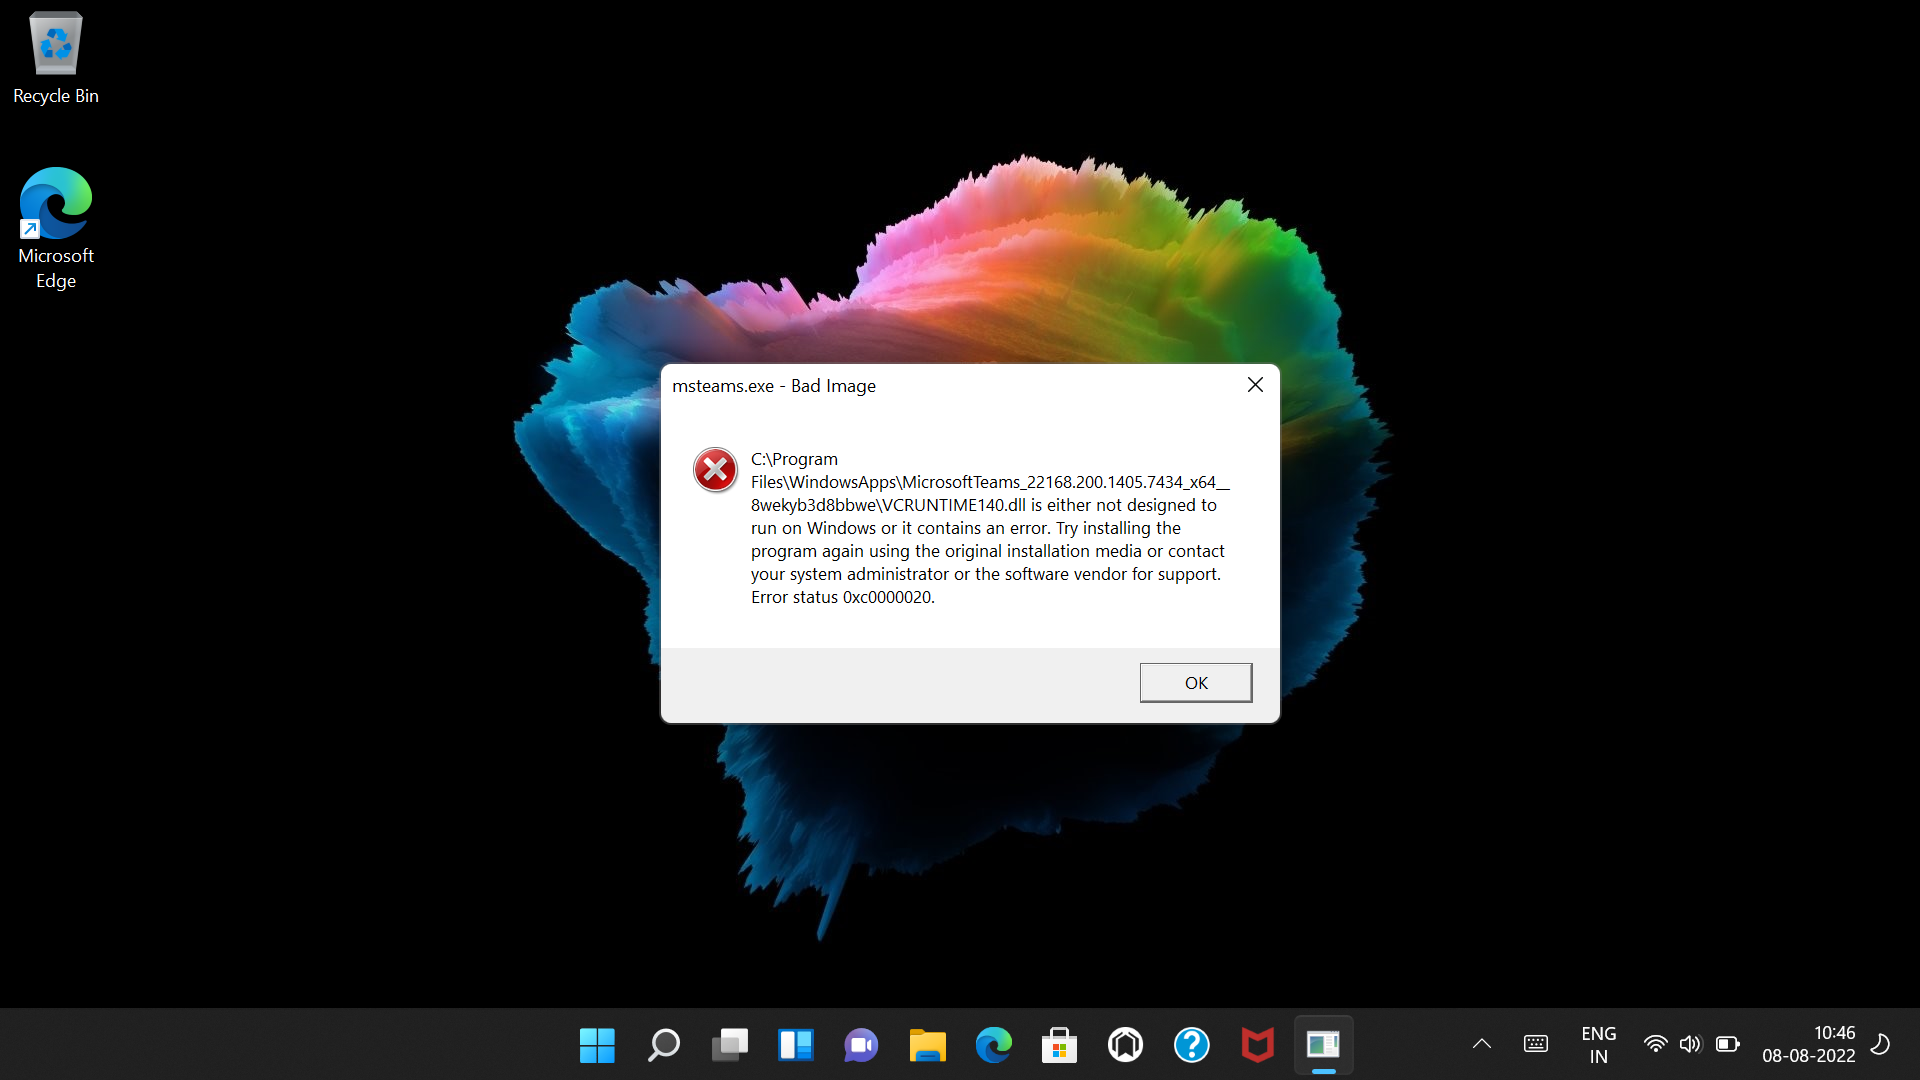 Recycle Bin
Microsoft
Edge
msteams.exe - Bad Image
C:\Program
Files\WindowsApps\MicrosoftTeams_22168.200.1405.7434_x64__
8wekyb3d8bbwe\VCRUNTIME140.dll is either not designed to
run on Windows or it contains an error. Try installing the
program again using the original installation media or contact
your system administrator or the software vendor for support.
Error status 0xc0000020.
OK
ENG
IN
10:46
08-08-2022